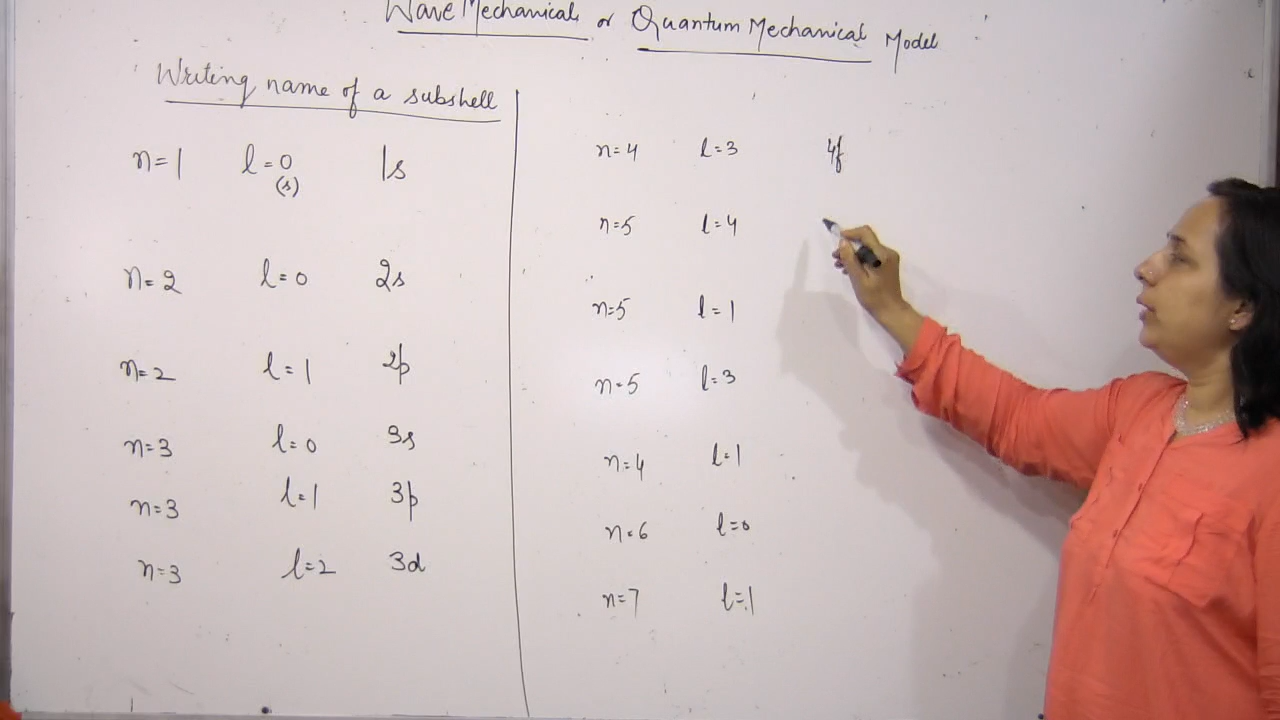 Wave Mechanical or Quantum Mechanical Model
Writing name of a subshell
n=1 l=0 1s
(s)
n=2 l=0 2s
n=2 l=1 2p
n=3 l=0 3s
n=3 l=1 3p
n=3 l=2 3d
n=4 l=3 4f
n=5 l=4
n=5 l=1
n=5 l=3
n=4 l=1
n=6 l=0
n=7 l=1